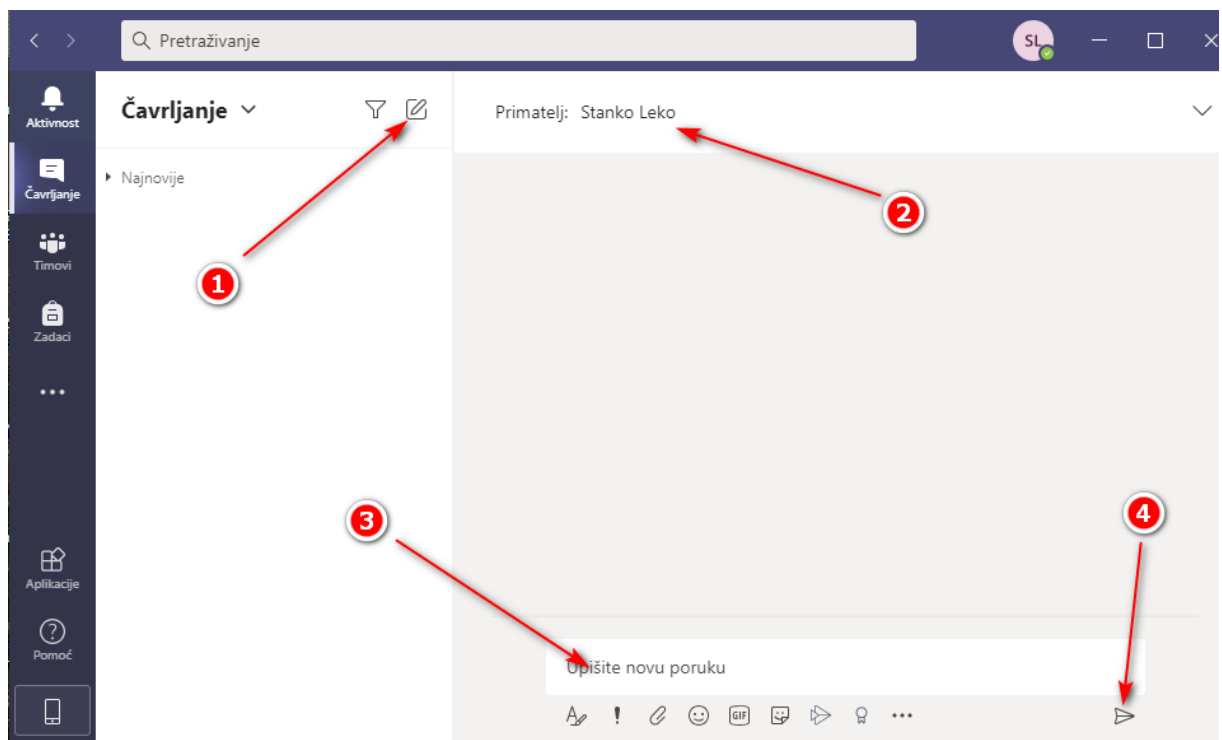 Pretraživanje
SL
Aktivnost
Čavrljanje
Timovi
Zadaci
Aplikacije
Pomoć
Čavrljanje
Najnovije
1
Primatelj: Stanko Leko
2
3
4
Upišite novu poruku
GIF